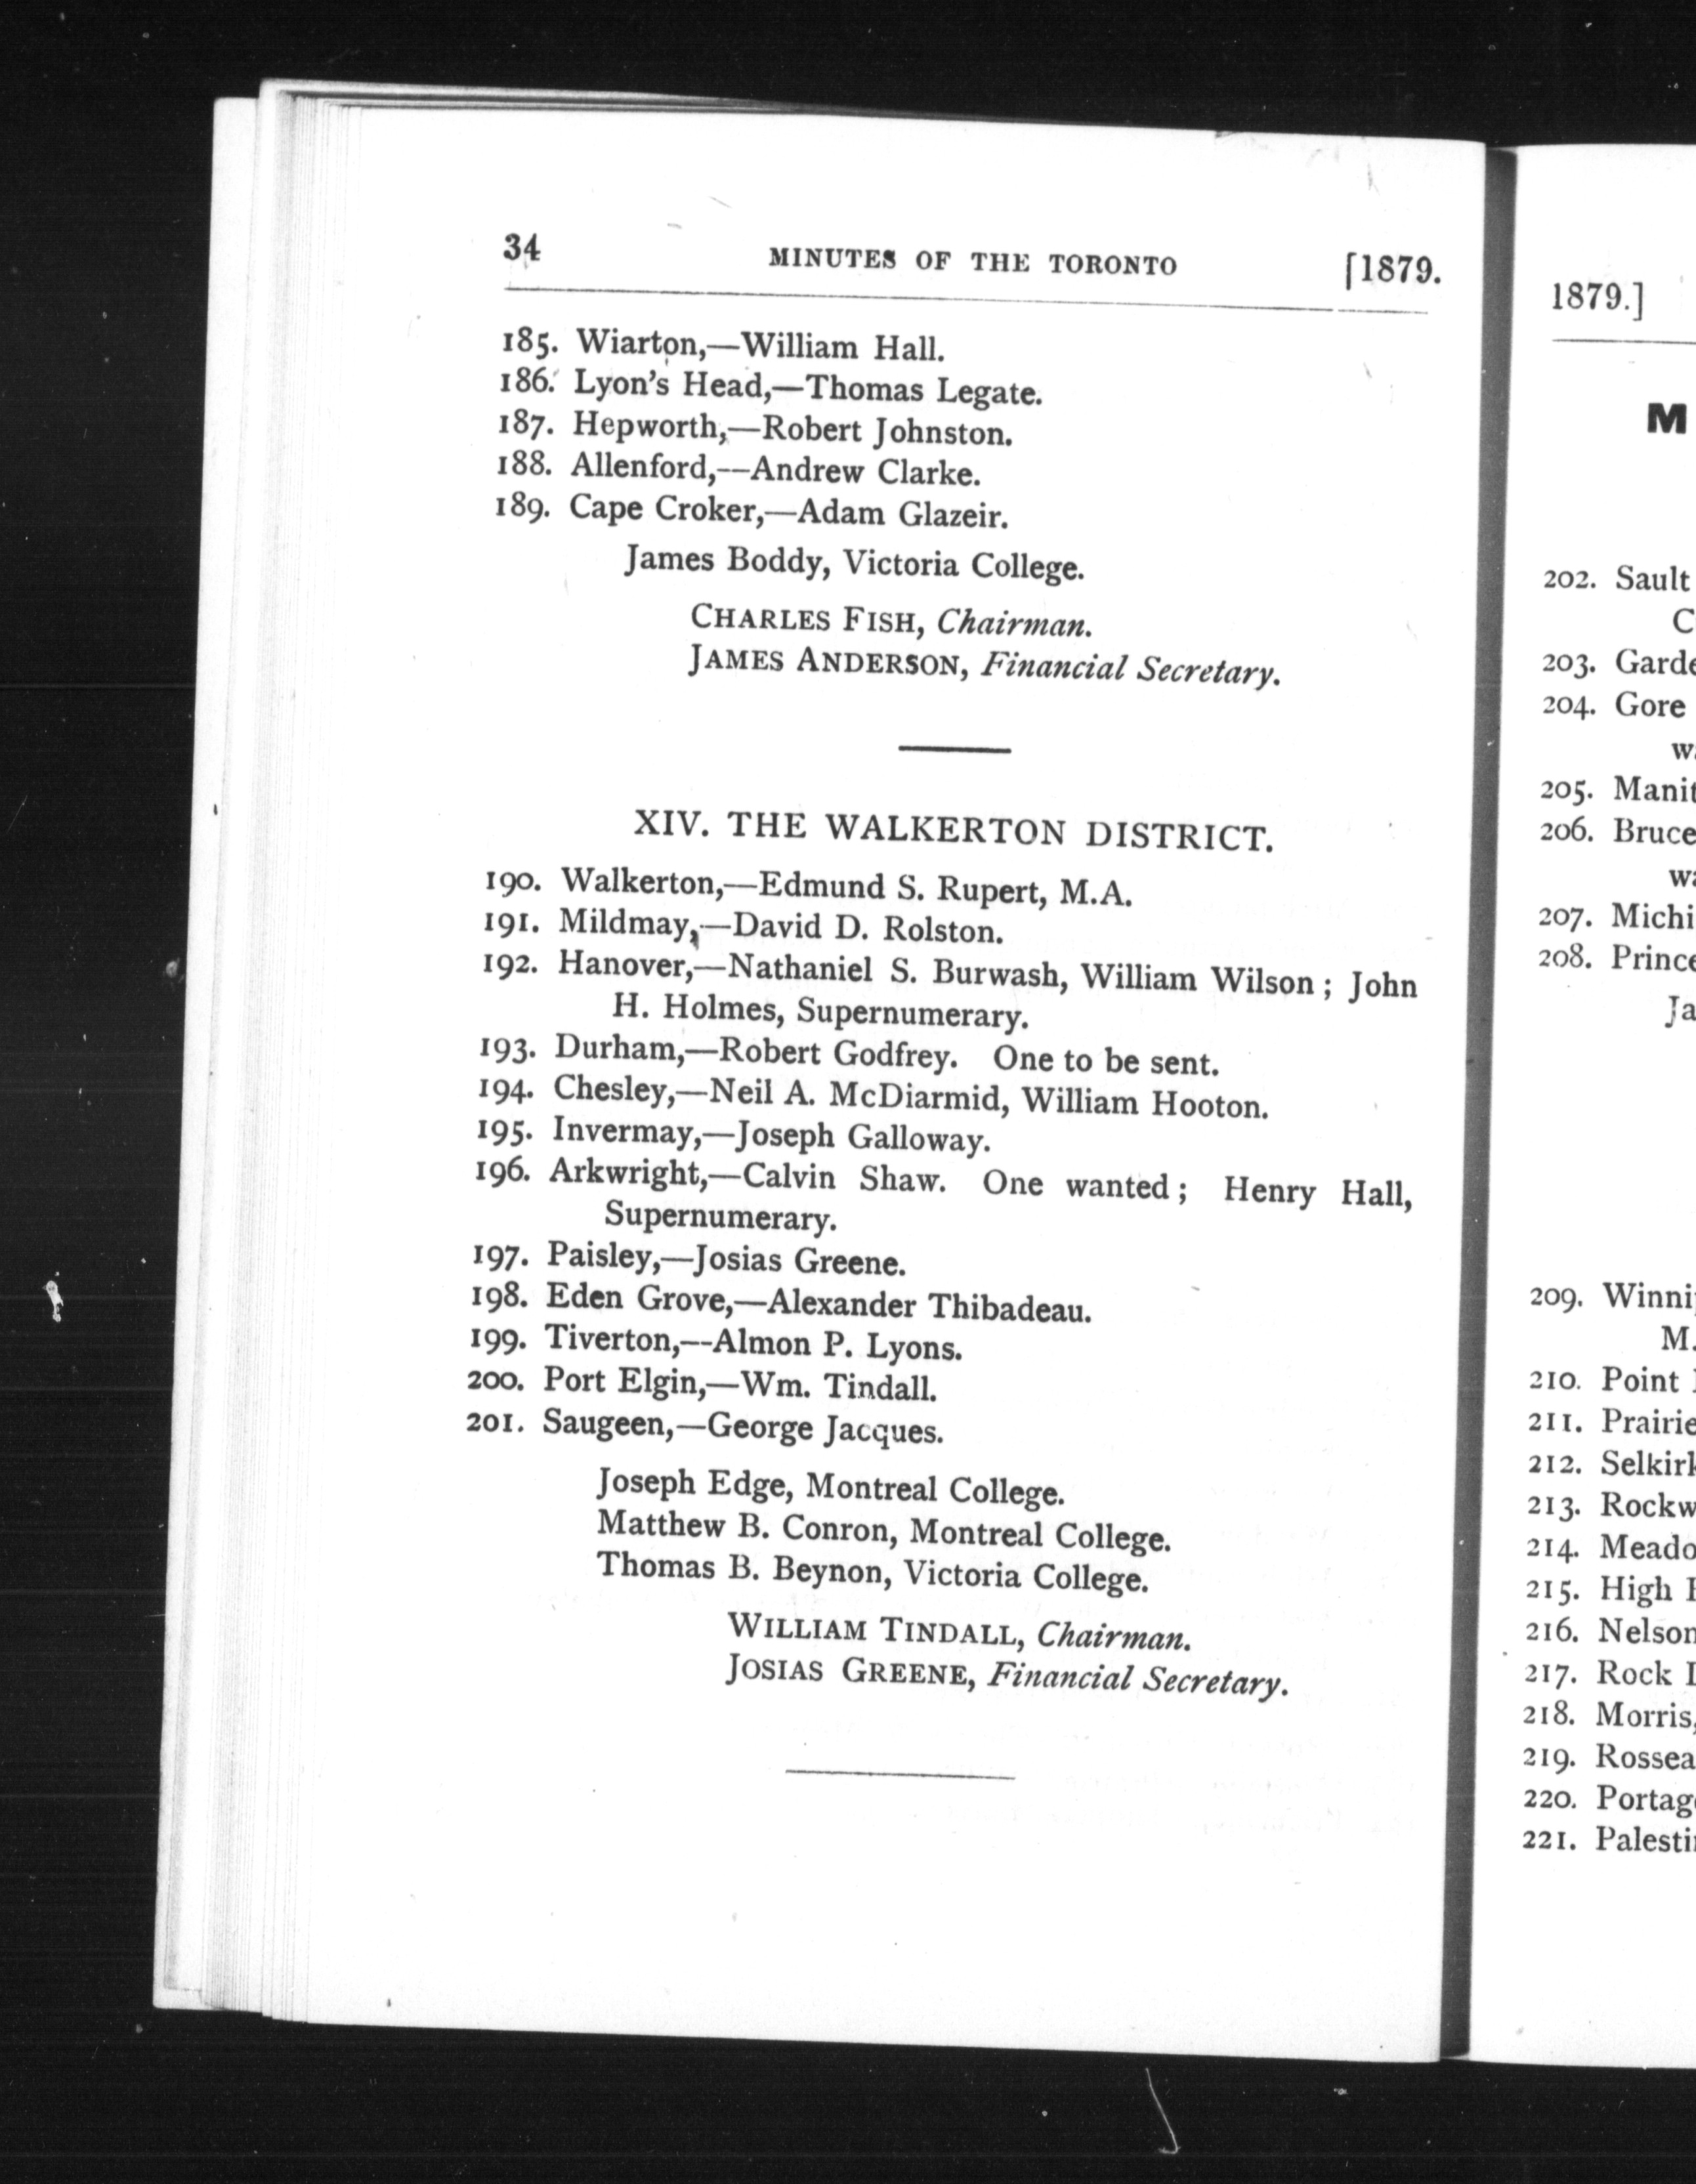 34 MINUTES OF THE TORONTO [1879.
185. Wiarton,—William Hall.
186. Lyon's Head,—Thomas Legate.
187. Hepworth,—Robert Johnston.
188. Allenford,—Andrew Clarke.
189. Cape Croker,—Adam Glazeir.
James Boddy, Victoria College.
CHARLES FISH, Chairman.
JAMES ANDERSON, Financial Secretary.
XIV. THE WALKERTON DISTRICT.
190. Walkerton,—Edmund S. Rupert, M.A.
191. Mildmay,—David D. Rolston.
192. Hanover,—Nathaniel S. Burwash, William Wilson; John
H. Holmes, Supernumerary.
193. Durham,—Robert Godfrey. One to be sent.
194. Chesley,—Neil A. McDiarmid, William Hooton.
195. Invermay,—Joseph Galloway.
196. Arkwright,—Calvin Shaw. One wanted; Henry Hall,
Supernumerary.
197. Paisley,—Josias Greene.
198. Eden Grove,—Alexander Thibadeau.
199. Tiverton,—Almon P. Lyons.
200. Port Elgin,—Wm. Tindall.
201. Saugeen,—George Jacques.
Joseph Edge, Montreal College.
Matthew B. Conron, Montreal College.
Thomas B. Beynon, Victoria College.
WILLIAM TINDALL, Chairman.
JOSIAS GREENE, Financial Secretary.
1879.]
M
202. Sault
C
203. Garde
204. Gore
wa
205. Manit
206. Bruce
wa
207. Michi
208. Prince
Ja
209. Winni
M.
210. Point
211. Prairie
212. Selkirk
213. Rockw
214. Meado
215. High
216. Nelson
217. Rock
218. Morris,
219. Rossea
220. Portag
221. Palesti